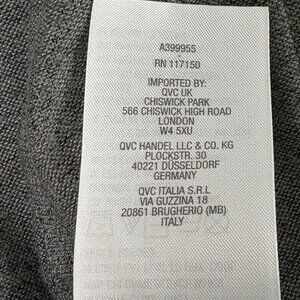 A399955
RN 117150
IMPORTED BY:
QVC UK
CHISWICK PARK
566 CHISWICK HIGH ROAD
LONDON
W4 5XU
QVC HANDEL LLC & CO. KG
PLOCKSTR. 30
40221 DÜSSELDORF
GERMANY
QVC ITALIA S.R.L
VIA GUZZINA 18
20861 BRUGHERIO (MB)
ITALY